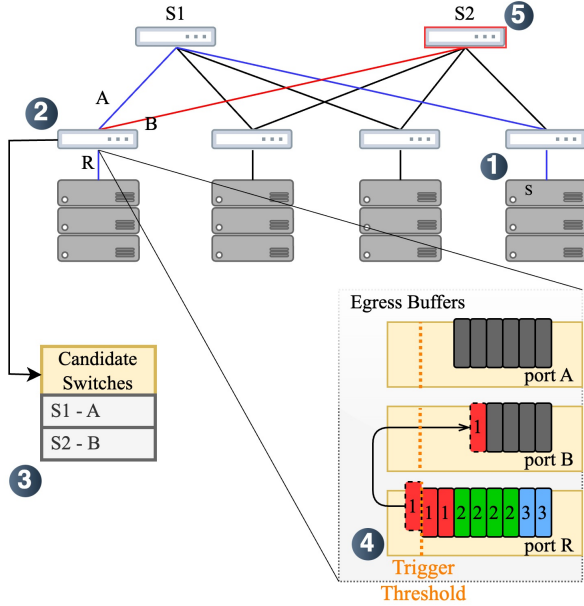 S1
S2
5
A
2
B
R
1
S
Egress Buffers
port A
Candidate
Switches
S1 - A
S2 - B
3
1
port B
1 1 1 2 2 2 2 3 3
port R
4
Trigger
Threshold